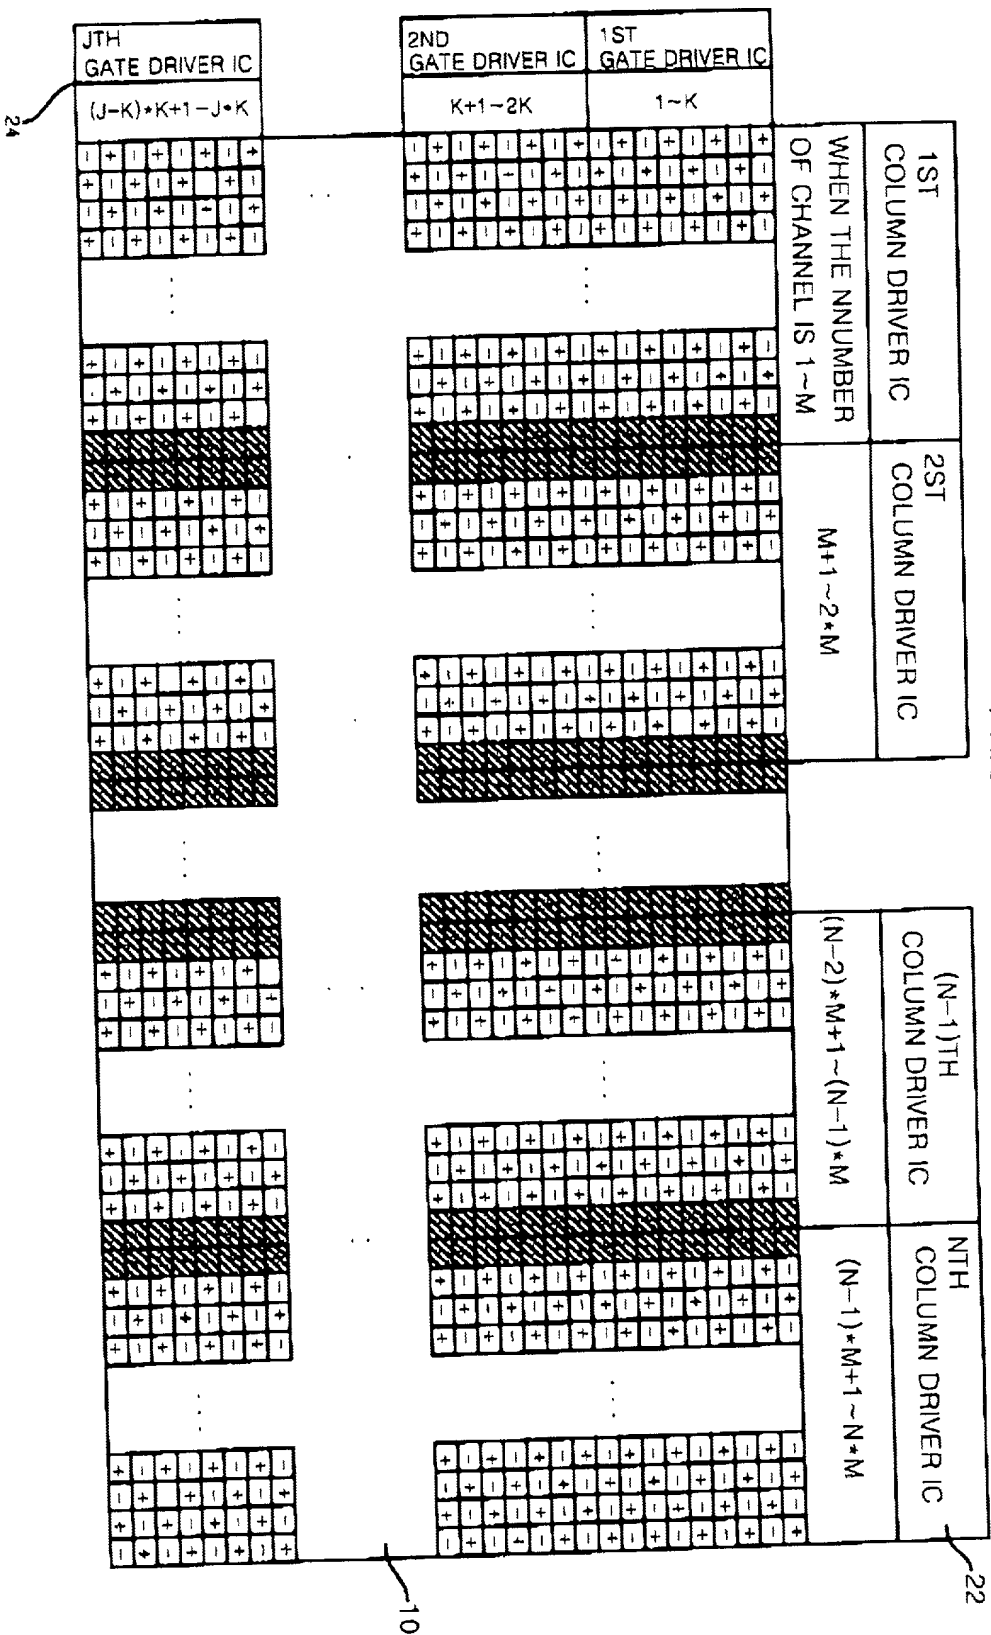 1ST
COLUMN DRIVER IC
2ST
COLUMN DRIVER IC
(N-1)TH
COLUMN DRIVER IC
NTH
COLUMN DRIVER IC
22
WHEN THE NNUMBER
OF CHANNEL IS 1~M
M+1~2*M
(N-2)*M+1~(N-1)*M
(N-1)*M+1~N*M
1ST
GATE DRIVER IC
1~K
2ND
GATE DRIVER IC
K+1~2K
JTH
GATE DRIVER IC
(J-K)*K+1-J*K
24
10